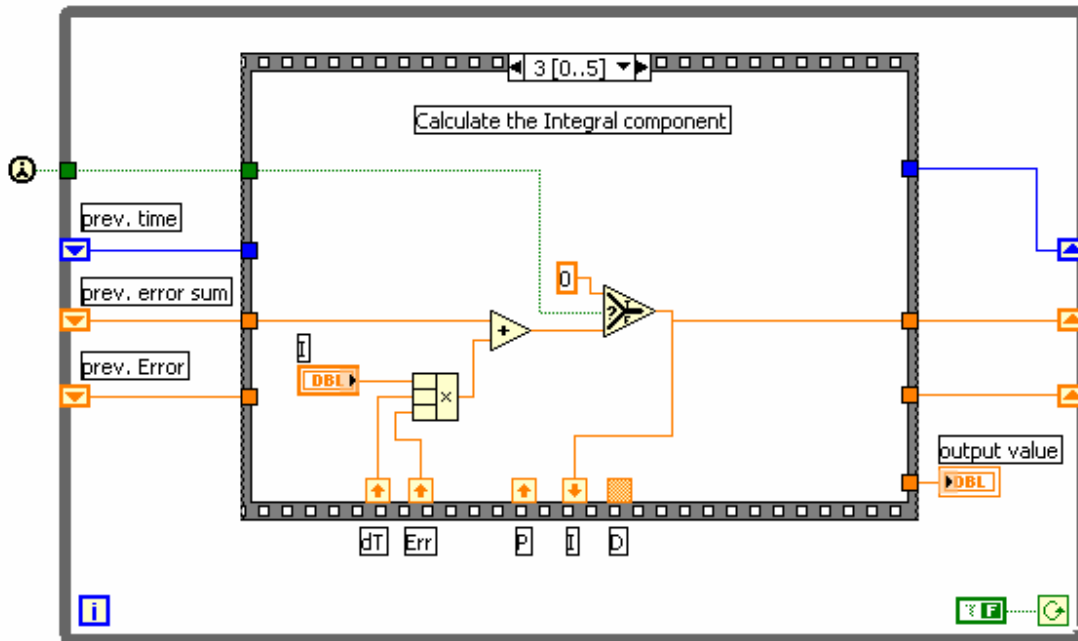 3 [0..5]
Calculate the Integral component
prev. time
prev. error sum
0
T
?
F
+
I
prev. Error
DBL
×
output value
DBL
dT Err P I D
i
F